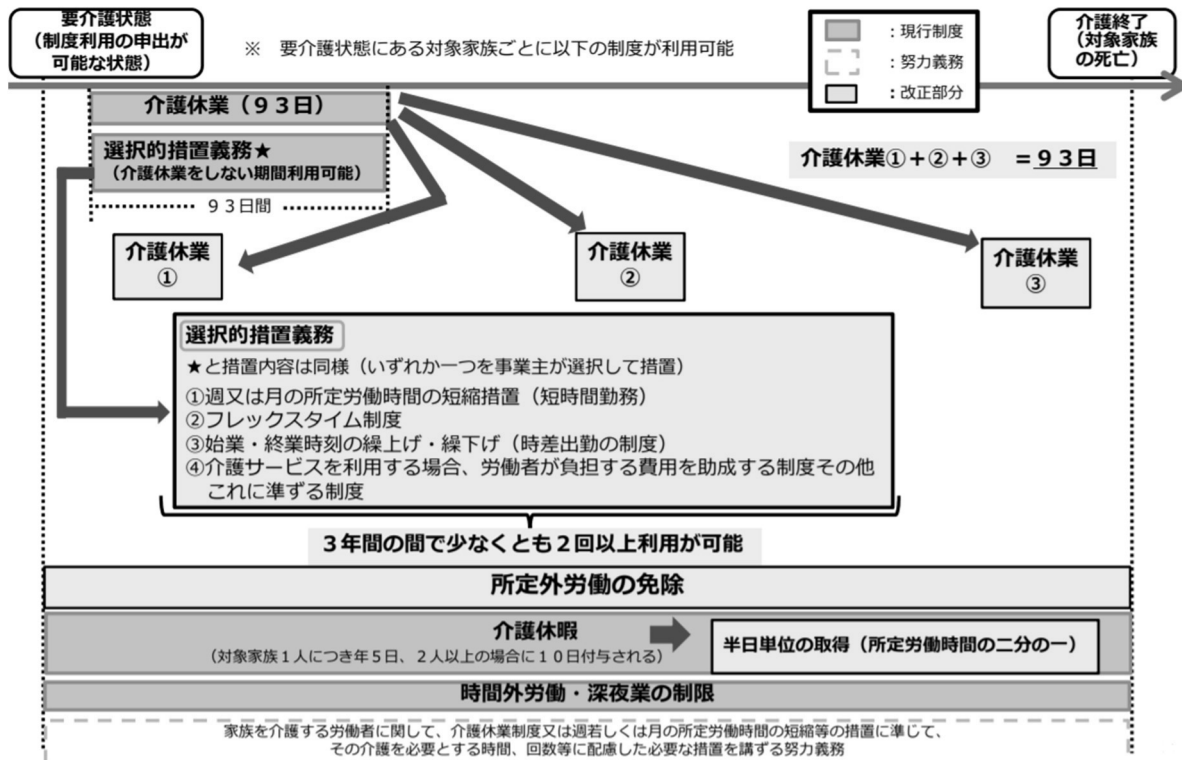 要介護状態
（制度利用の申出が
可能な状態）
※　要介護状態にある対象家族ごとに以下の制度が利用可能
：現行制度
：努力義務
：改正部分
介護終了
（対象家族
の死亡）
介護休業（９３日）
選択的措置義務★
（介護休業をしない期間利用可能）
９３日間
介護休業①＋②＋③　＝９３日
介護休業
①
介護休業
②
介護休業
③
選択的措置義務
★と措置内容は同様（いずれか一つを事業主が選択して措置）
①週又は月の所定労働時間の短縮措置（短時間勤務）
②フレックスタイム制度
③始業・終業時刻の繰上げ・繰下げ（時差出勤の制度）
④介護サービスを利用する場合、労働者が負担する費用を助成する制度その他
これに準ずる制度
３年間の間で少なくとも２回以上利用が可能
所定外労働の免除
介護休暇
（対象家族１人につき年５日、２人以上の場合に１０日付与される）
半日単位の取得（所定労働時間の二分の一）
時間外労働・深夜業の制限
家族を介護する労働者に関して、介護休業制度又は週若しくは月の所定労働時間の短縮等の措置に準じて、
その介護を必要とする時間、回数等に配慮した必要な措置を講ずる努力義務